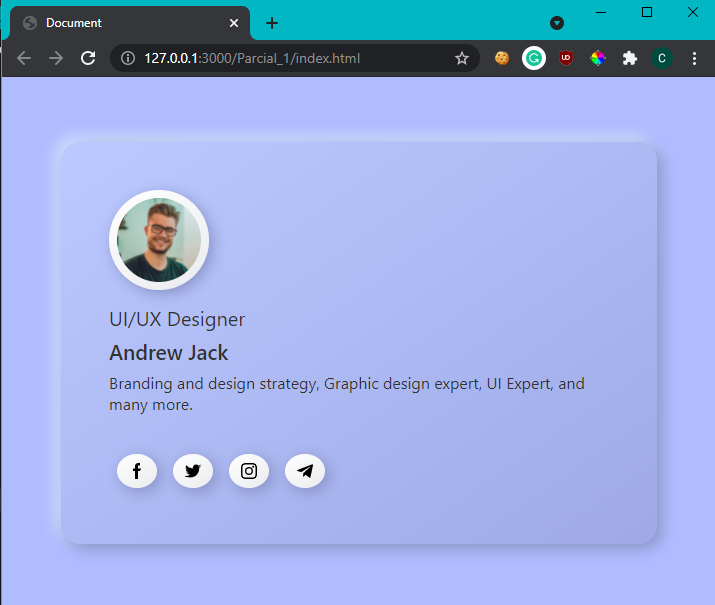 Document
127.0.0.1:3000/Parcial_1/index.html
UD
C
UI/UX Designer
Andrew Jack
Branding and design strategy, Graphic design expert, UI Expert, and
many more.